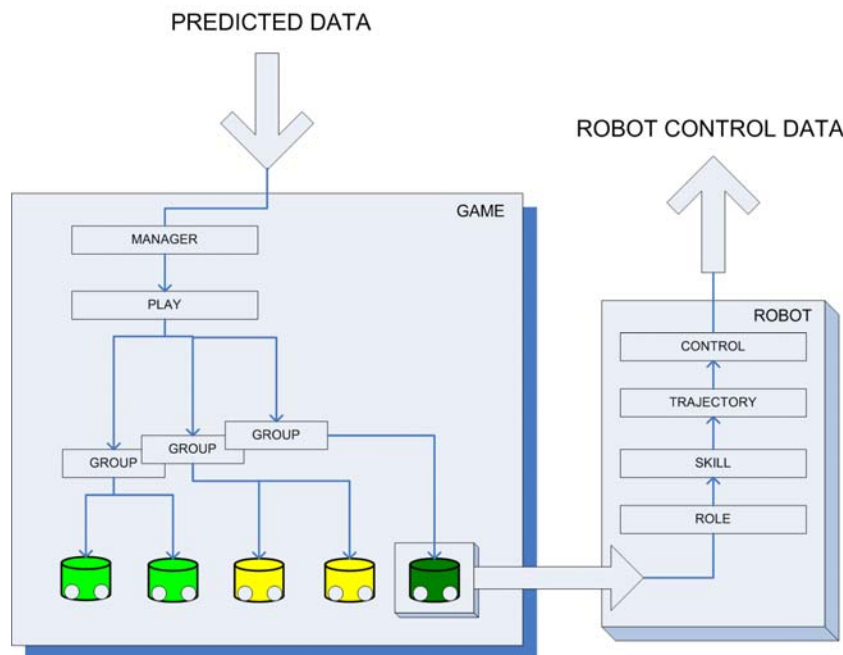 PREDICTED DATA
ROBOT CONTROL DATA
GAME
MANAGER
PLAY
GROUP
GROUP
GROUP
ROBOT
CONTROL
TRAJECTORY
SKILL
ROLE